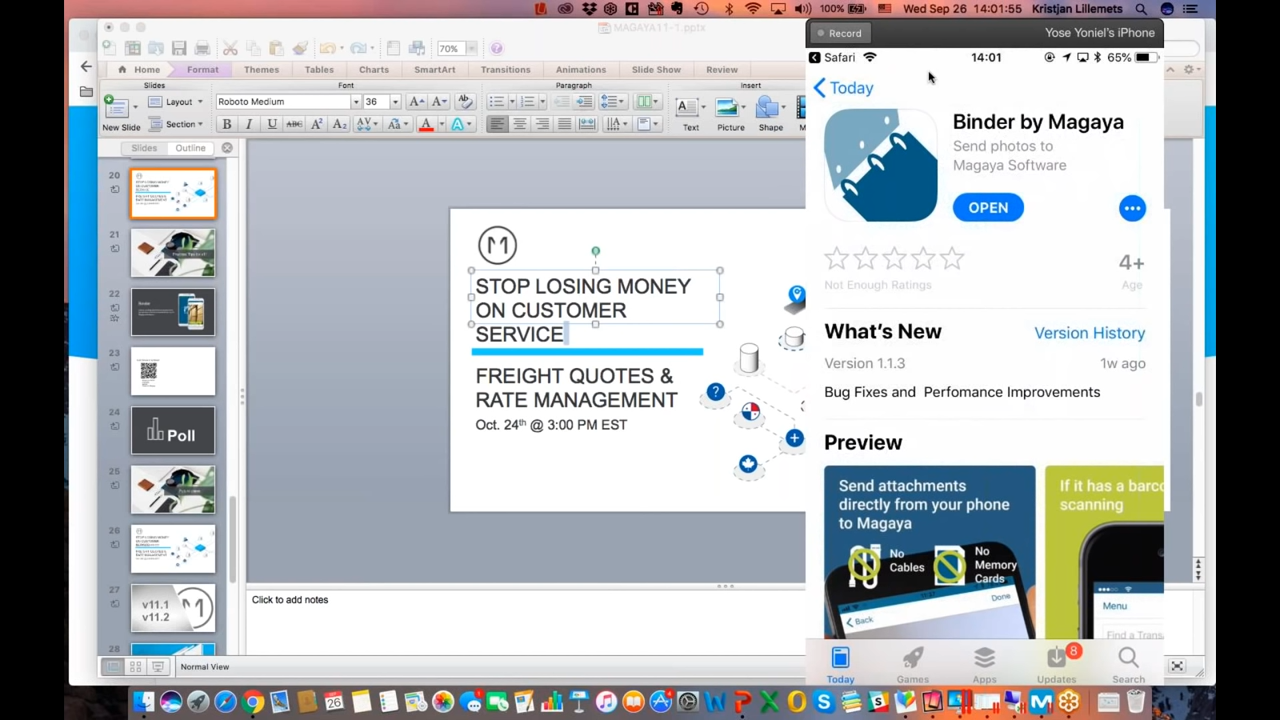 100%
Wed Sep 26 14:01:55
Kristjan Lillemets
MAGAYA11-1.pptx
70%
Home
Format
Themes
Tables
Charts
SmartArt
Transitions
Animations
Slide Show
Review
Slides
Font
Paragraph
Insert
New Slide
Layout
Section
Roboto Medium
36
B I U ABC A² A₂
Text
Picture
Shape
Slides
Outline
20
21
22
23
24
Poll
25
26
27
v11.1
v11.2
28
STOP LOSING MONEY
ON CUSTOMER
SERVICE
FREIGHT QUOTES &
RATE MANAGEMENT
Oct. 24th @ 3:00 PM EST
Click to add notes
Normal View
Record
Yose Yoniel's iPhone
Safari
14:01
65%
Today
Binder by Magaya
Send photos to
Magaya Software
OPEN
4+
Not Enough Ratings
Age
What's New
Version History
Version 1.1.3
1w ago
Bug Fixes and Perfomance Improvements
Preview
Send attachments
directly from your phone
to Magaya
No
Cables
No
Memory
Cards
Done
Back
If it has a barc
scanning
Menu
Find a Trans
Today
Games
Apps
8
Updates
Search